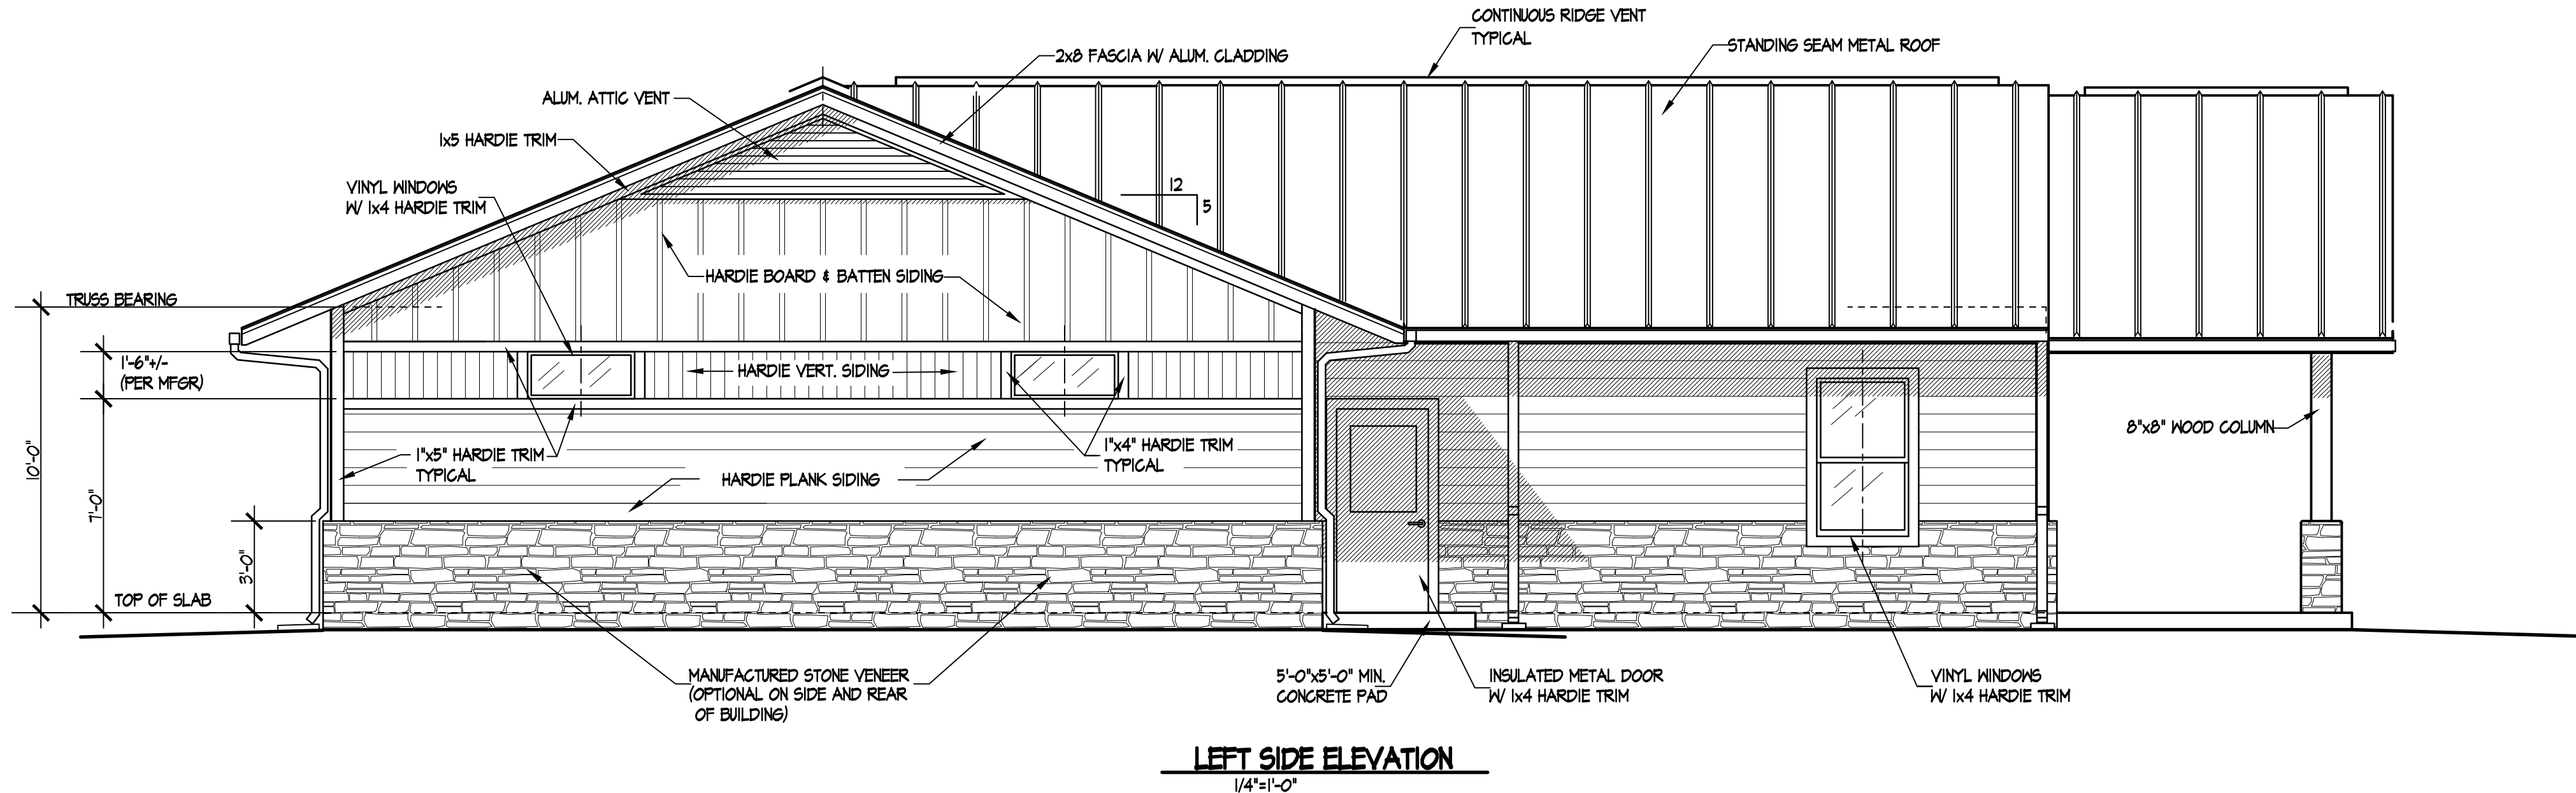 CONTINUOUS RIDGE VENT
TYPICAL
STANDING SEAM METAL ROOF
2x8 FASCIA W/ ALUM. CLADDING
ALUM. ATTIC VENT
1x5 HARDIE TRIM
VINYL WINDOWS
W/ 1x4 HARDIE TRIM
12
5
HARDIE BOARD & BATTEN SIDING
TRUSS BEARING
1'-6"+/-
(PER MFGR)
HARDIE VERT. SIDING
8"x8" WOOD COLUMN
10'-0"
7'-0"
3'-0"
1"x5" HARDIE TRIM
TYPICAL
1"x4" HARDIE TRIM
TYPICAL
HARDIE PLANK SIDING
TOP OF SLAB
MANUFACTURED STONE VENEER
(OPTIONAL ON SIDE AND REAR
OF BUILDING)
5'-0"x5'-0" MIN.
CONCRETE PAD
INSULATED METAL DOOR
W/ 1x4 HARDIE TRIM
VINYL WINDOWS
W/ 1x4 HARDIE TRIM
LEFT SIDE ELEVATION
1/4"=1'-0"